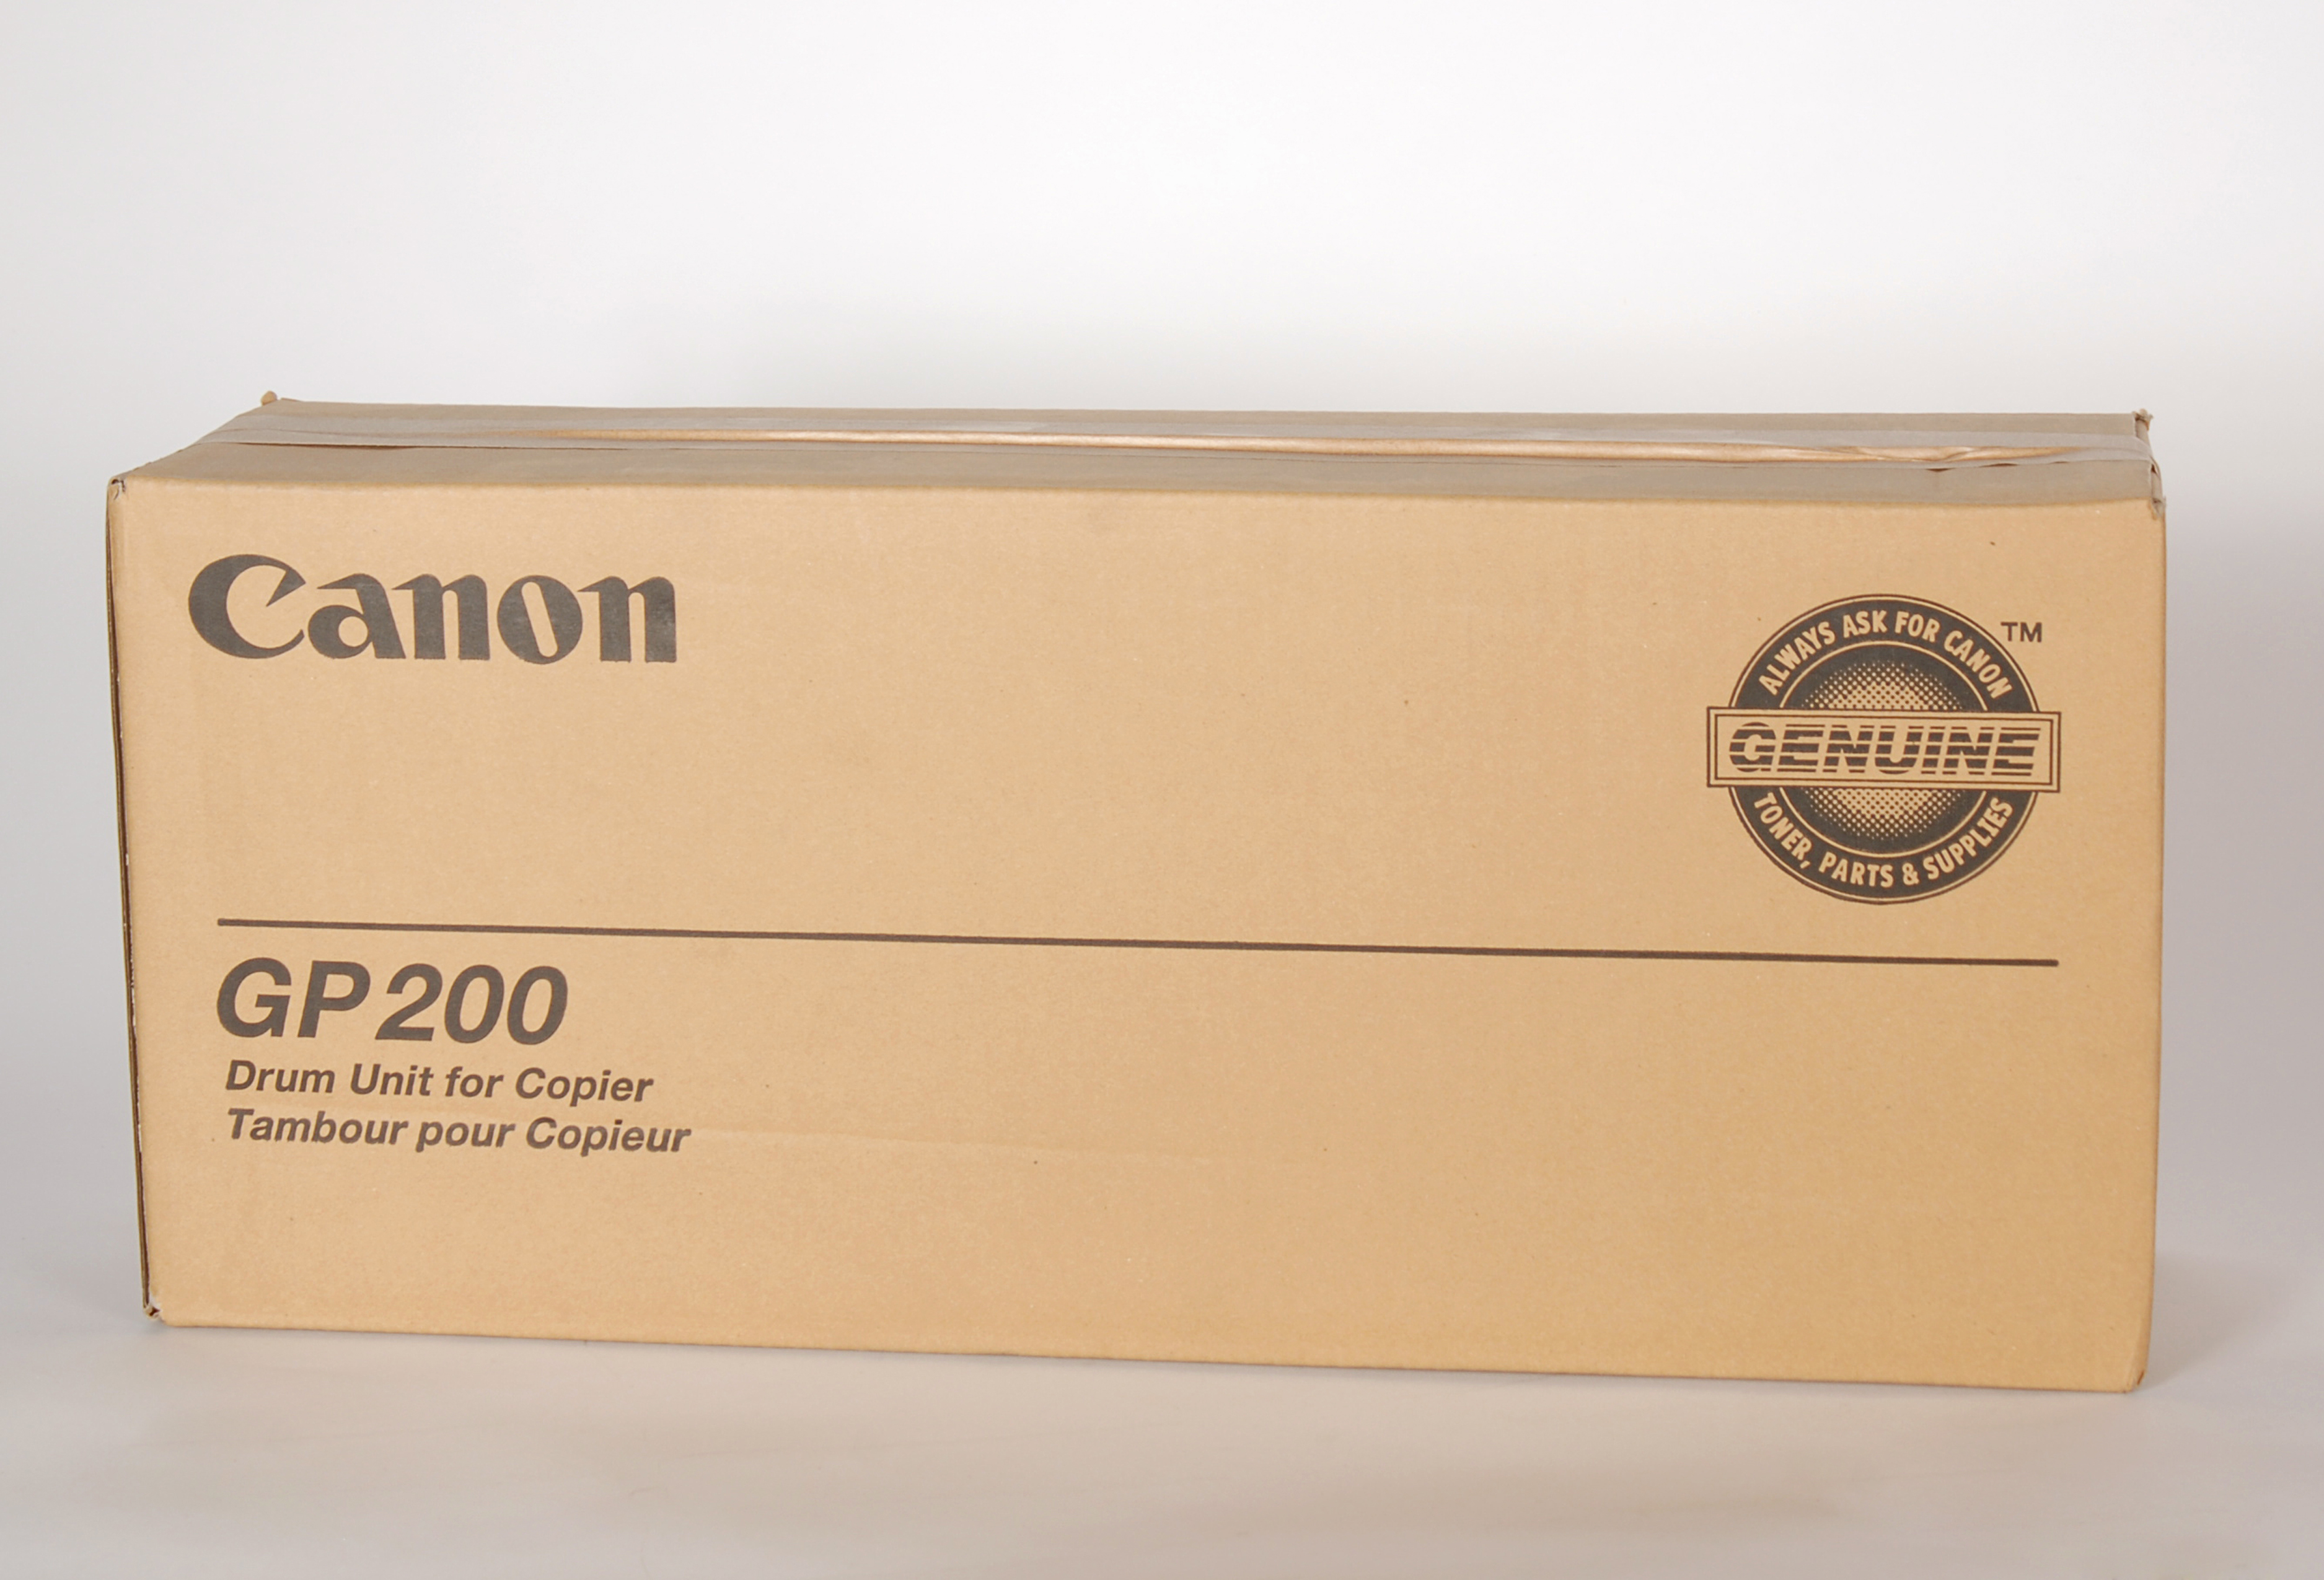 Canon
ALWAYS ASK FOR CANON
TM
GENUINE
TONER, PARTS & SUPPLIES
GP200
Drum Unit for Copier
Tambour pour Copieur